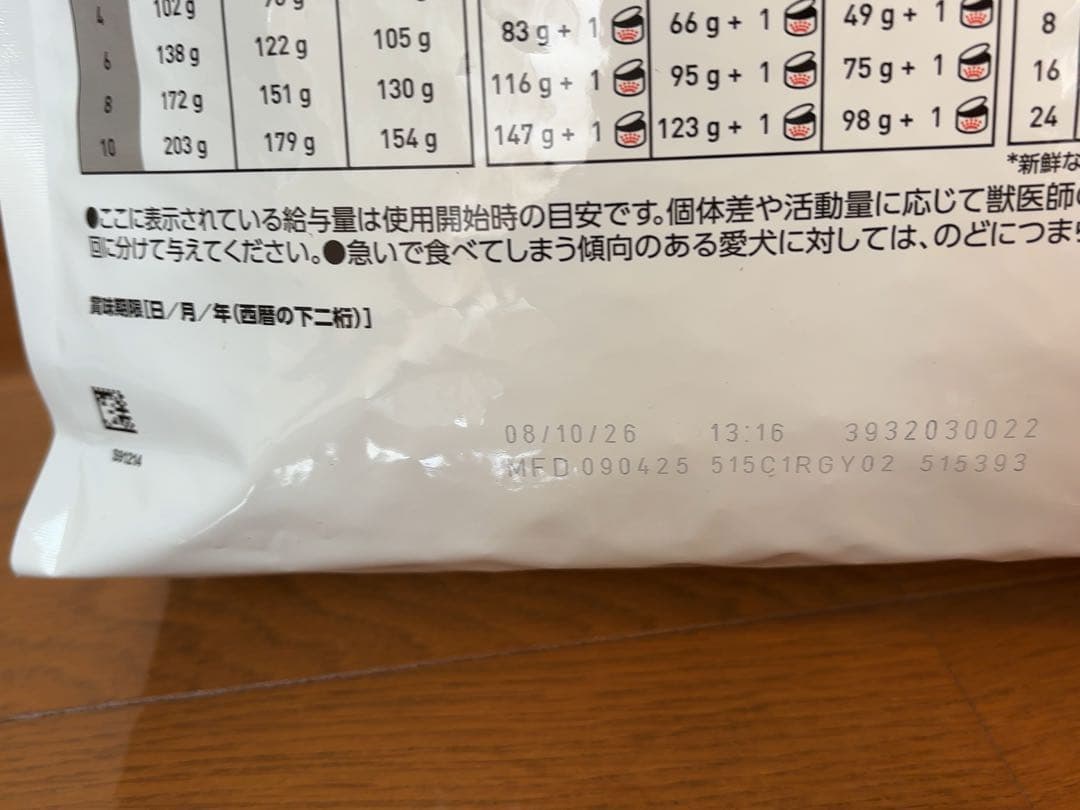 4 102 g
6 138 g 122 g 105 g 83 g + 1 66 g + 1 49 g + 1 8
8 172 g 151 g 130 g 116 g + 1 95 g + 1 75 g + 1 16
10 203 g 179 g 154 g 147 g + 1 123 g + 1 98 g + 1 24
*新鮮な
●ここに表示されている給与量は使用開始時の目安です。個体差や活動量に応じて獣医師
回に分けて与えてください。●急いで食べてしまう傾向のある愛犬に対しては、のどにつま
賞味期限[日/月/年(西暦の下二桁)]
08/10/26 13:16 3932030022
MFD 090425 515C1RGY02 515393